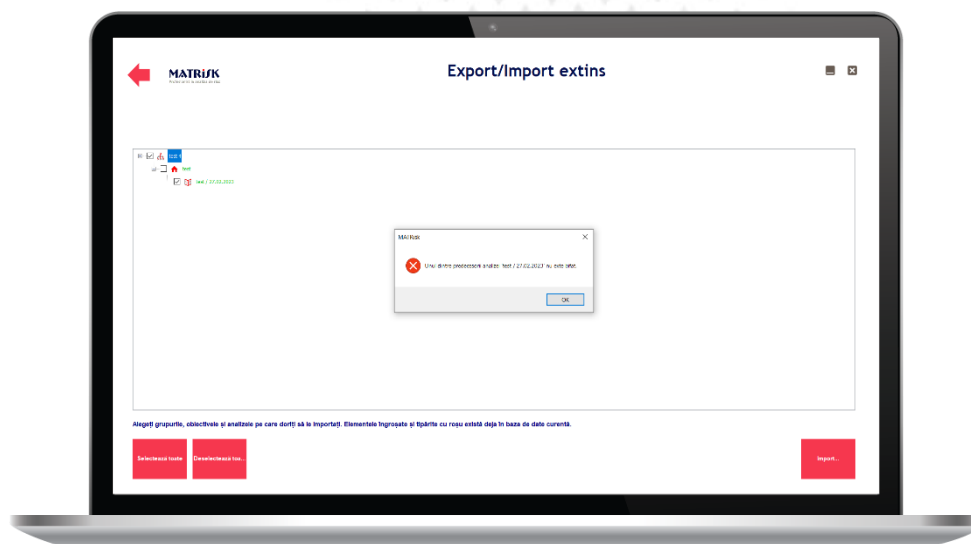 MATRiſK
Export/Import extins
test
test / 27.02.2023
MATRisk
Unul dintre predecesorii analizei 'test / 27.02.2023' nu este bifat.
OK
Alegeți grupurile, obiectivele și analizele pe care doriți să le importați. Elementele îngroșate și tipărite cu roșu există deja în baza de date curentă.
Selectează toate
Deselectează toa...
Import...